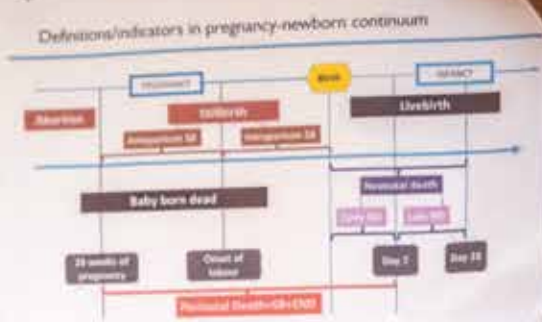 Definitions/indicators in pregnancy-newborn continuum
PREGNANCY
Birth
INFANCY
Abortion
Stillbirth
Livebirth
Antepartum SB
Intrapartum SB
Baby born dead
Neonatal death
Early ND
Late ND
28 weeks of
pregnancy
Onset of
labour
Day 7
Day 28
Perinatal Death=SB+END